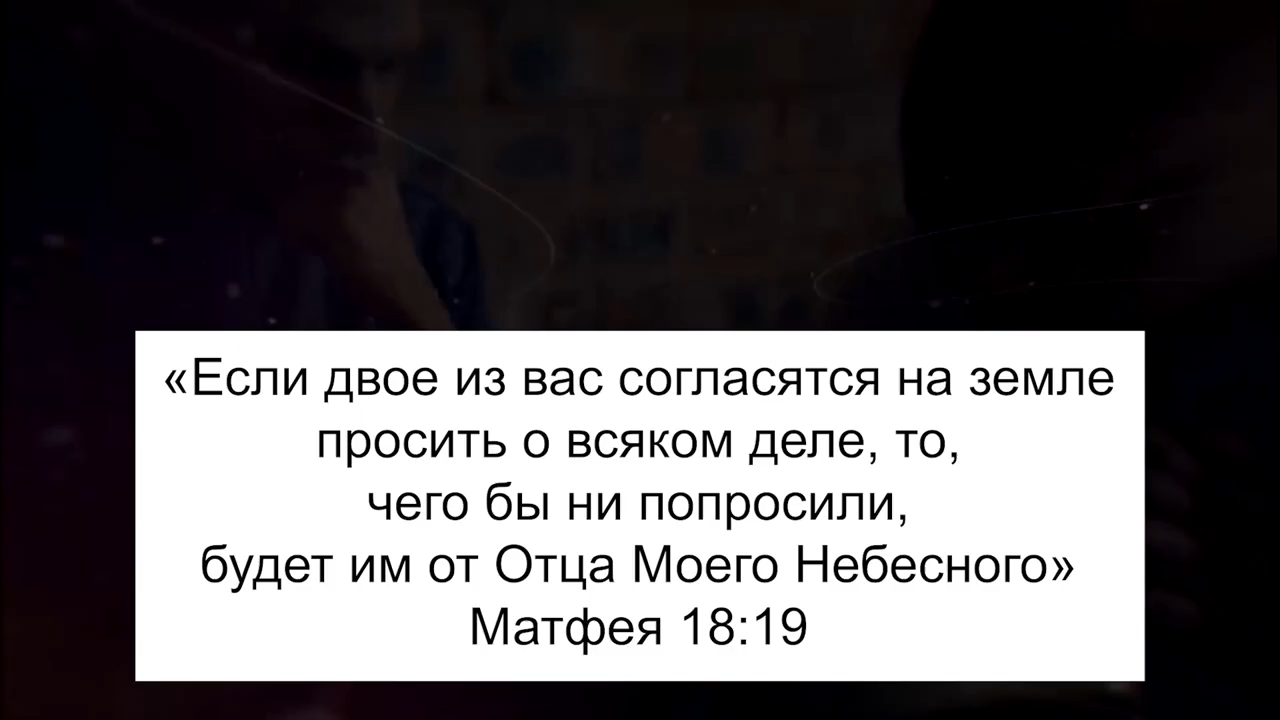 «Если двое из вас согласятся на земле
просить о всяком деле, то,
чего бы ни попросили,
будет им от Отца Моего Небесного»
Матфея 18:19